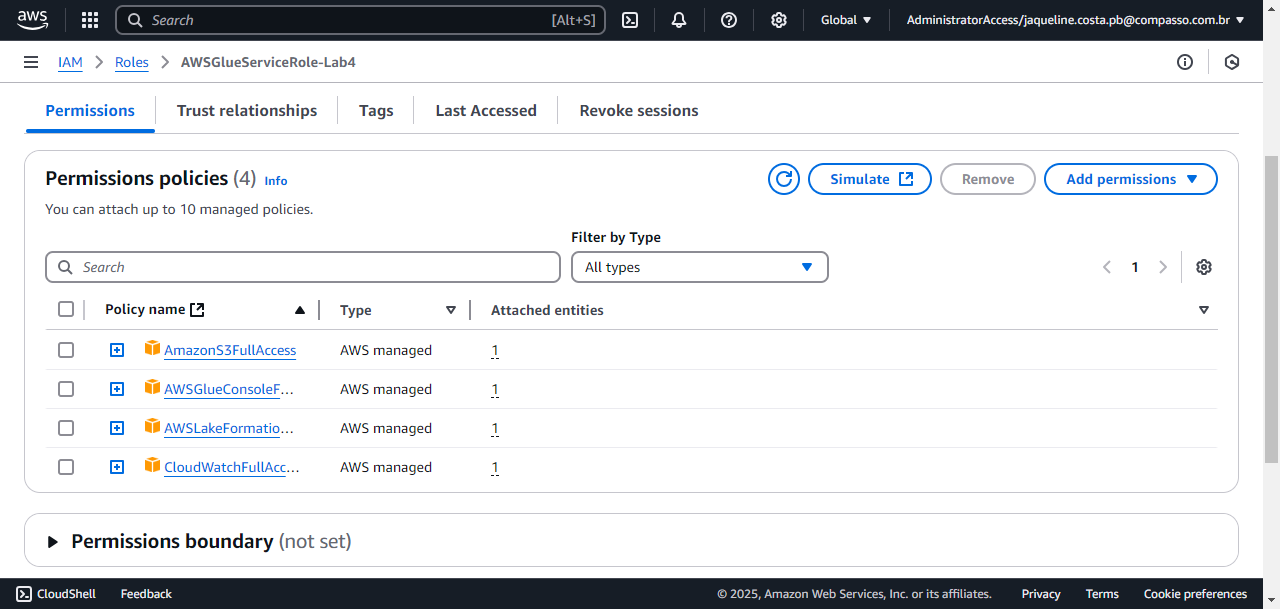 aws Search [Alt+S] Global AdministratorAccess/jaqueline.costa.pb@compasso.com.br
IAM Roles AWSGlueServiceRole-Lab4
Permissions Trust relationships Tags Last Accessed Revoke sessions
Permissions policies (4) Info Simulate Remove Add permissions
You can attach up to 10 managed policies.
Filter by Type
Search All types 1
Policy name Type Attached entities
AmazonS3FullAccess AWS managed 1
AWSGlueConsoleF... AWS managed 1
AWSLakeFormatio... AWS managed 1
CloudWatchFullAcc... AWS managed 1
Permissions boundary (not set)
CloudShell Feedback © 2025, Amazon Web Services, Inc. or its affiliates. Privacy Terms Cookie preferences